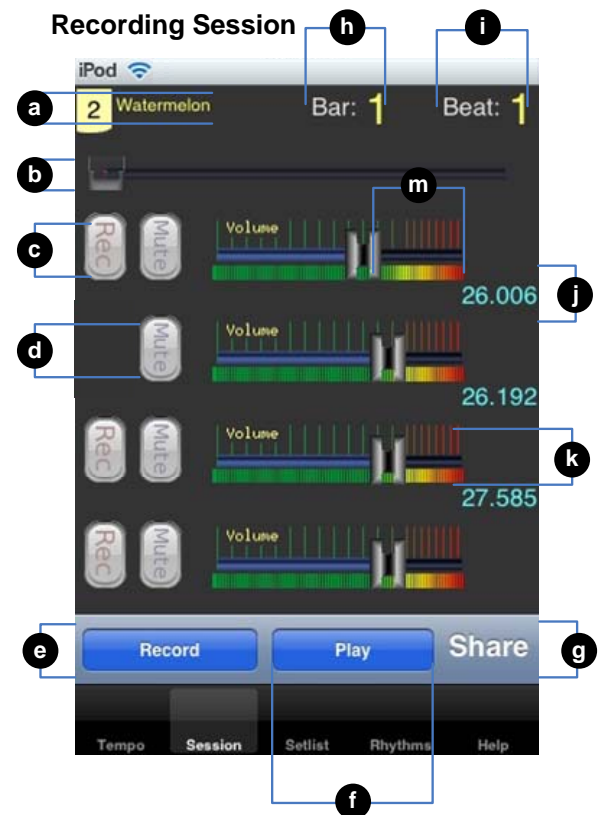 Recording Session
h
i
iPod
a
2 Watermelon
Bar: 1
Beat: 1
b
m
c
Rec
Mute
Volume
26.006
j
d
Mute
Volume
26.192
Rec
Mute
Volume
k
27.585
Rec
Mute
Volume
e
Record
Play
Share
g
Tempo
Session
Setlist
Rhythms
Help
f